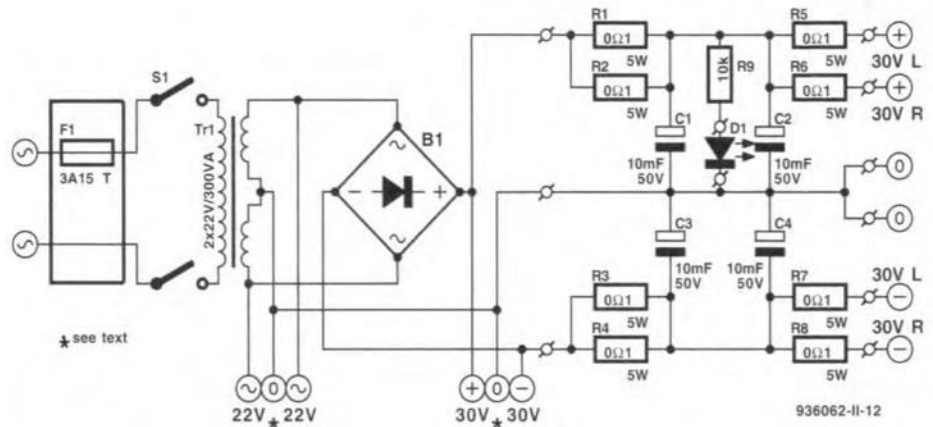 R1
0Ω1
5W
R2
0Ω1
5W
10k
R9
R5
0Ω1
5W
+
30V L
R6
0Ω1
5W
+
30V R
S1
F1
3A15 T
Tr1
2x22V/300VA
B1
~
-
+
~
C1
10mF
50V
D1
C2
10mF
50V
0
0
C3
10mF
50V
C4
10mF
50V
R3
0Ω1
5W
R4
0Ω1
5W
R7
0Ω1
5W
30V L
-
R8
0Ω1
5W
30V R
-
* see text
~ 0 ~
22V * 22V
+ 0 -
30V * 30V
936062-II-12